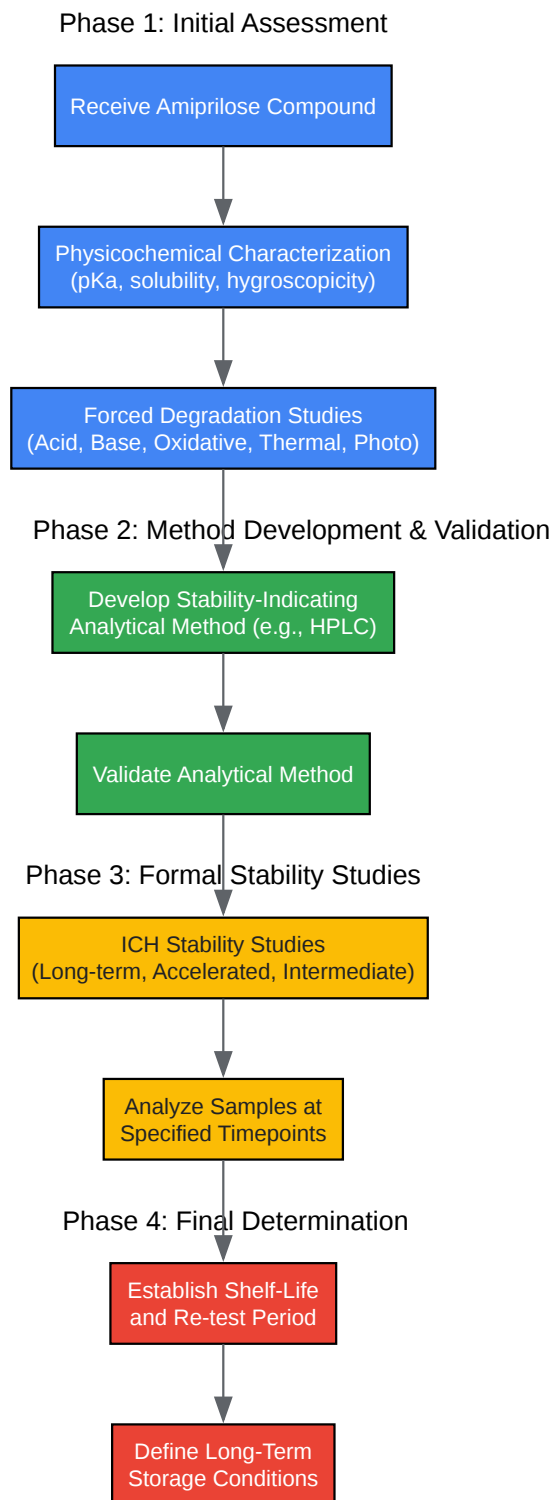 Phase 1: Initial Assessment
Receive Amiprilose Compound
Physicochemical Characterization
(pKa, solubility, hygroscopicity)
Forced Degradation Studies
(Acid, Base, Oxidative, Thermal, Photo)
Phase 2: Method Development & Validation
Develop Stability-Indicating
Analytical Method (e.g., HPLC)
Validate Analytical Method
Phase 3: Formal Stability Studies
ICH Stability Studies
(Long-term, Accelerated, Intermediate)
Analyze Samples at
Specified Timepoints
Phase 4: Final Determination
Establish Shelf-Life
and Re-test Period
Define Long-Term
Storage Conditions